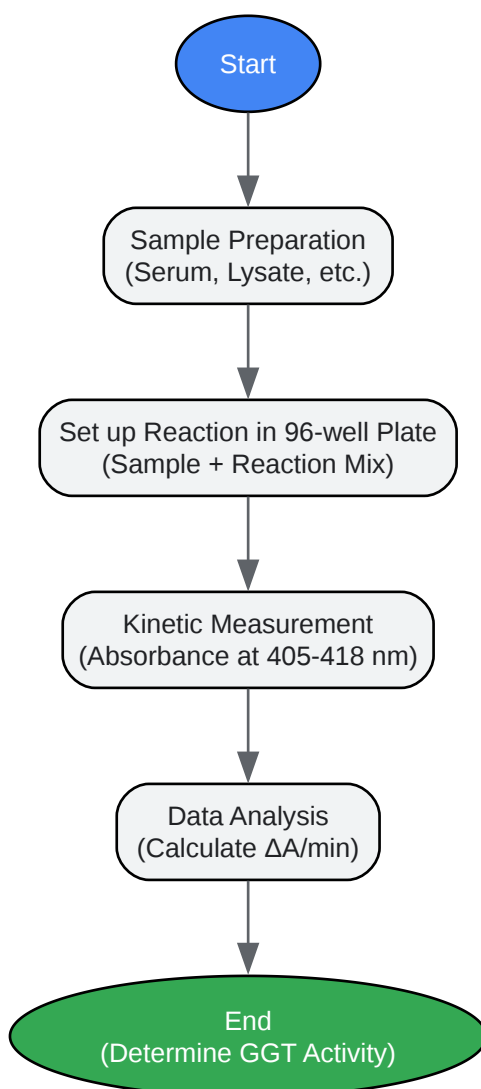 Start
Sample Preparation
(Serum, Lysate, etc.)
Set up Reaction in 96-well Plate
(Sample + Reaction Mix)
Kinetic Measurement
(Absorbance at 405-418 nm)
Data Analysis
(Calculate ΔA/min)
End
(Determine GGT Activity)